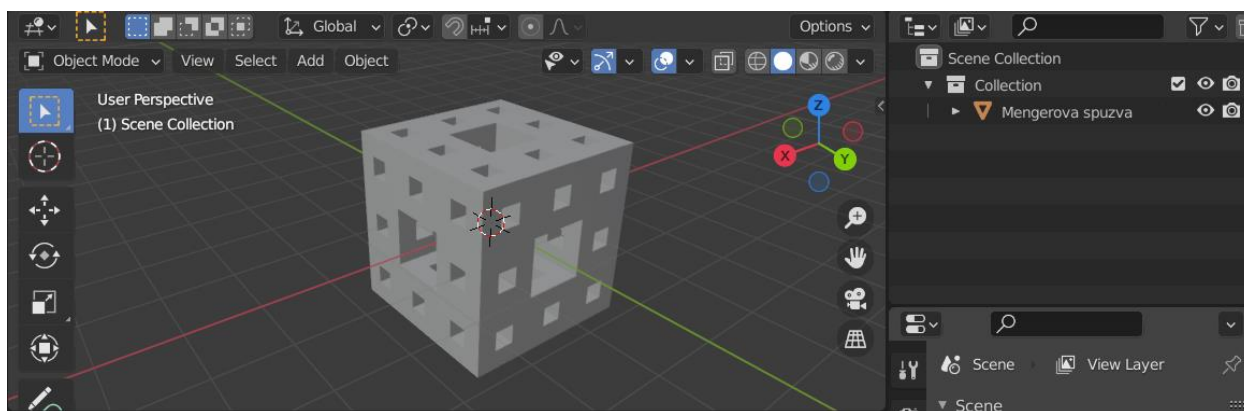 Global
Options
Object Mode View Select Add Object
User Perspective
(1) Scene Collection
Z
X
Y
Scene Collection
Collection
Mengerova spuzva
Scene View Layer
Scene